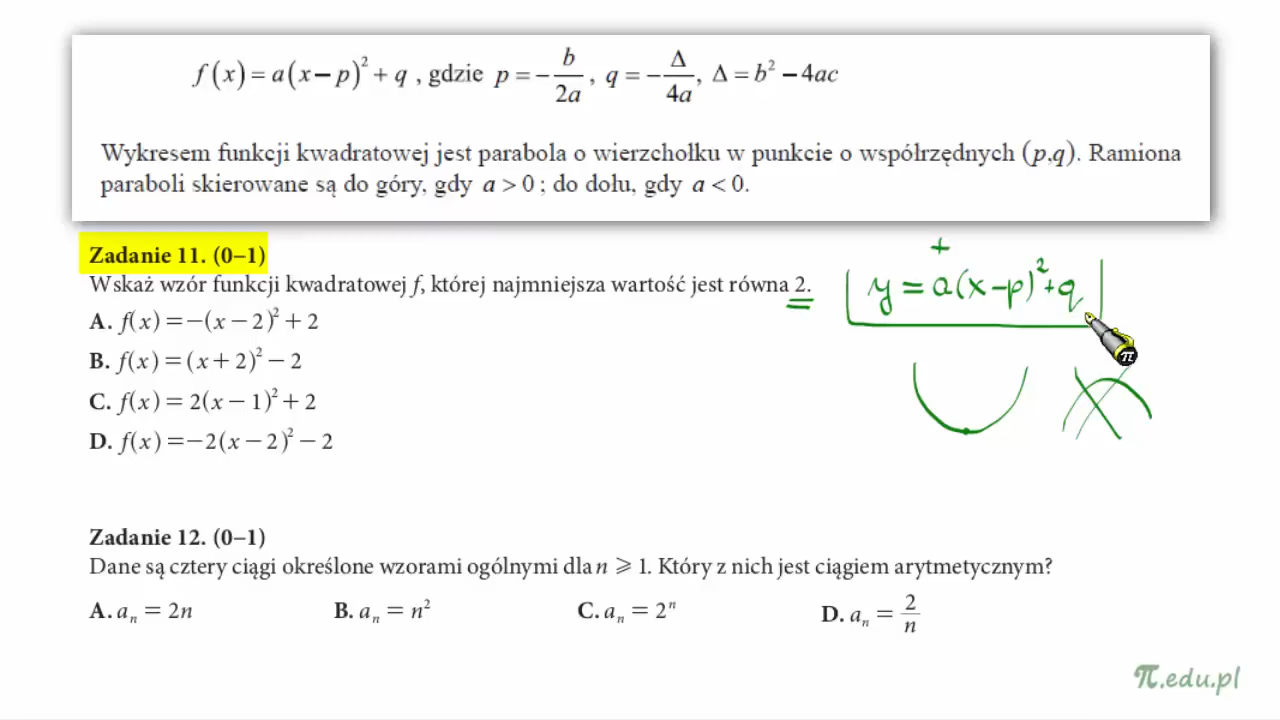 f(x) = a(x−p)² + q , gdzie p = −b/2a , q = −Δ/4a , Δ = b² − 4ac
Wykresem funkcji kwadratowej jest parabola o wierzchołku w punkcie o współrzędnych (p,q). Ramiona
paraboli skierowane są do góry, gdy a > 0 ; do dołu, gdy a < 0.
Zadanie 11. (0–1)
Wskaż wzór funkcji kwadratowej f, której najmniejsza wartość jest równa 2.
+
y = a(x−p)²+q
A. f(x) = −(x − 2)² + 2
B. f(x) = (x + 2)² − 2
C. f(x) = 2(x − 1)² + 2
D. f(x) = −2(x − 2)² − 2
π
Zadanie 12. (0–1)
Dane są cztery ciągi określone wzorami ogólnymi dla n ⩾ 1. Który z nich jest ciągiem arytmetycznym?
A. aₙ = 2n B. aₙ = n² C. aₙ = 2ⁿ D. aₙ = 2/n
π.edu.pl